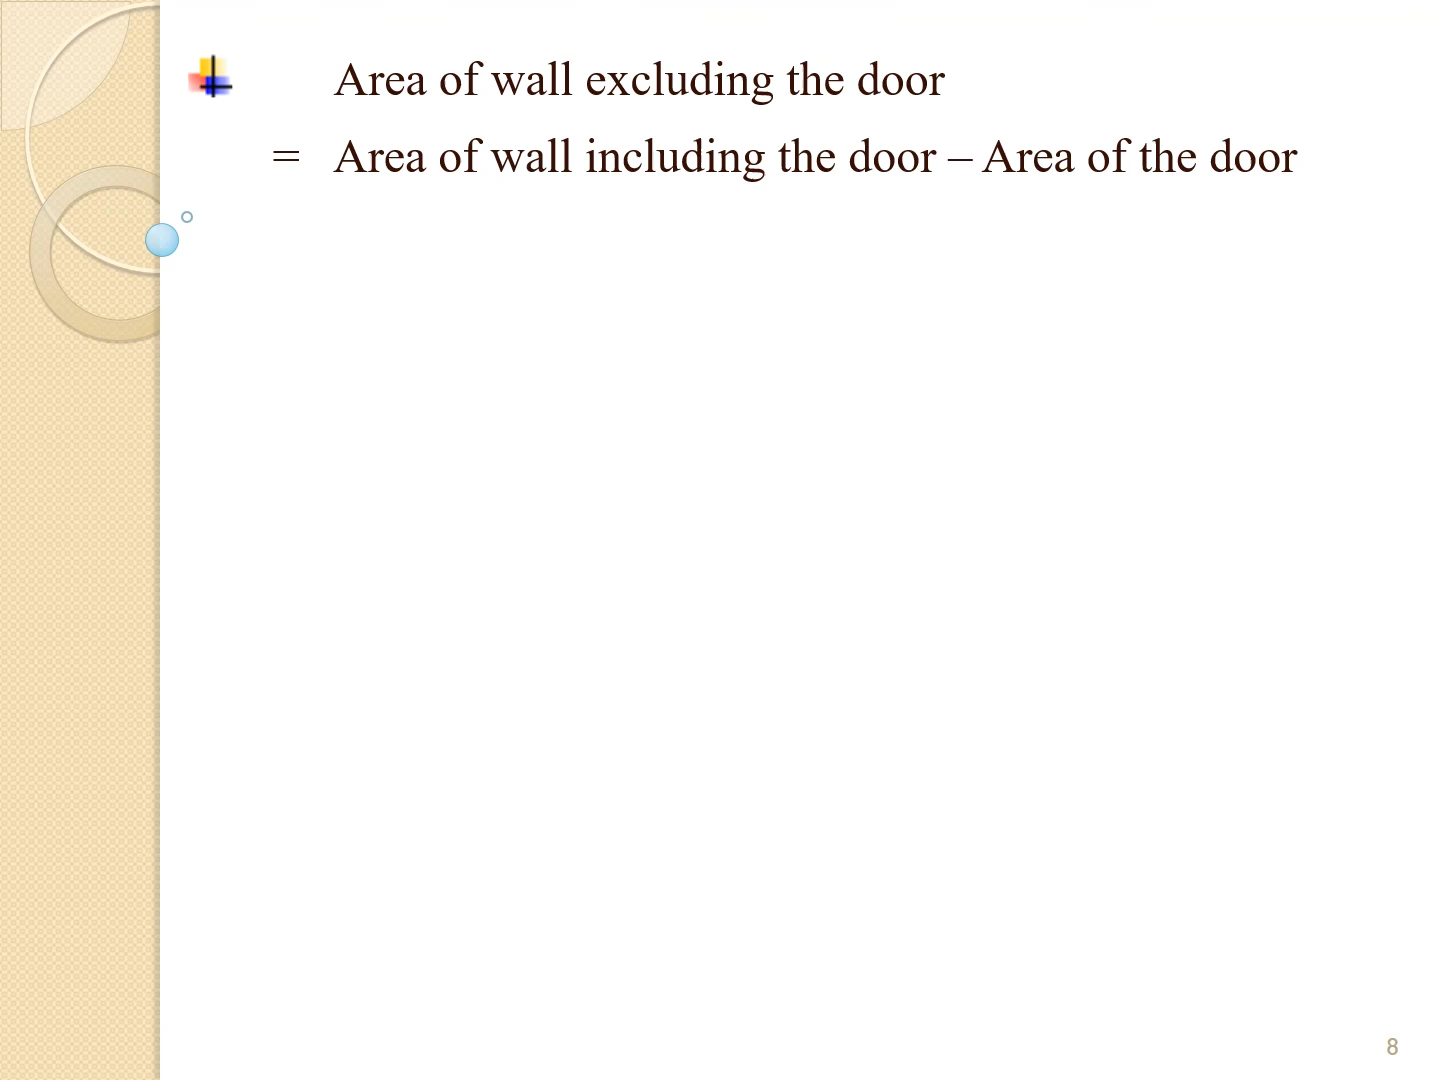 Area of wall excluding the door
= Area of wall including the door – Area of the door
8